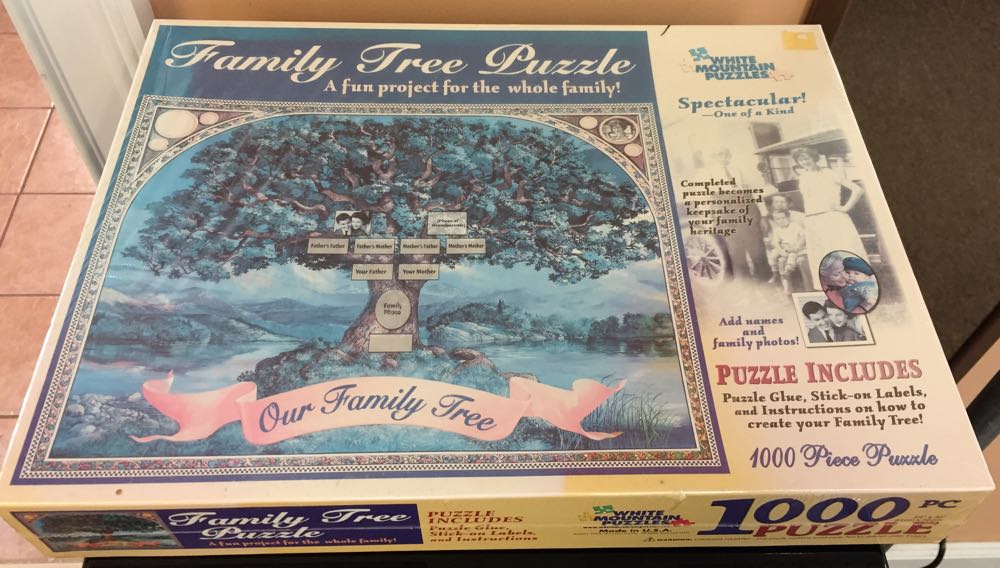 Family Tree Puzzle
A fun project for the whole family!
WHITE
MOUNTAIN
PUZZLES
Spectacular!
—One of a Kind
Completed
puzzle becomes
a personalized
keepsake of
your family
heritage
Photo of
Grandparents
Father's Father
Father's Mother
Mother's Father
Mother's Mother
Your Father
Your Mother
Family
Photo
Our Family Tree
Add names
and
family photos!
PUZZLE INCLUDES
Puzzle Glue, Stick-on Labels,
and Instructions on how to
create your Family Tree!
1000 Piece Puzzle
Family Tree
Puzzle
A fun project for the whole family!
PUZZLE
INCLUDES
Puzzle Glue,
Stick-on Labels,
and Instructions
WHITE
MOUNTAIN
PUZZLES
Made in U.S.A.
WARNING:
1000 PC
PUZZLE